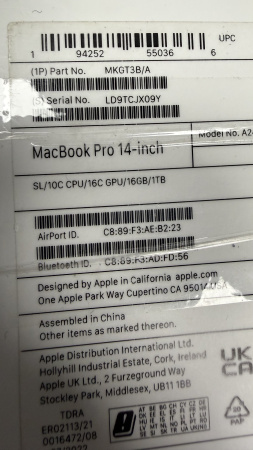 1 94252 55036 6 UPC
(1P) Part No. MKGT3B/A
(S) Serial No. LD9TCJX09Y
Model No. A2
MacBook Pro 14-inch
SL/10C CPU/16C GPU/16GB/1TB
AirPort ID. C8:89:F3:AE:B2:23
Bluetooth ID. C8:89:F3:AD:FD:56
Designed by Apple in California apple.com
One Apple Park Way Cupertino CA 95014
Assembled in China
Other items as marked thereon.
Apple Distribution International Ltd.
Hollyhill Industrial Estate, Cork, Ireland
Apple UK Ltd., 2 Furzeground Way
Stockley Park, Middlesex, UB11 1BB
UK
CA
TDRA
ER02113/21
0016472/08
PAP